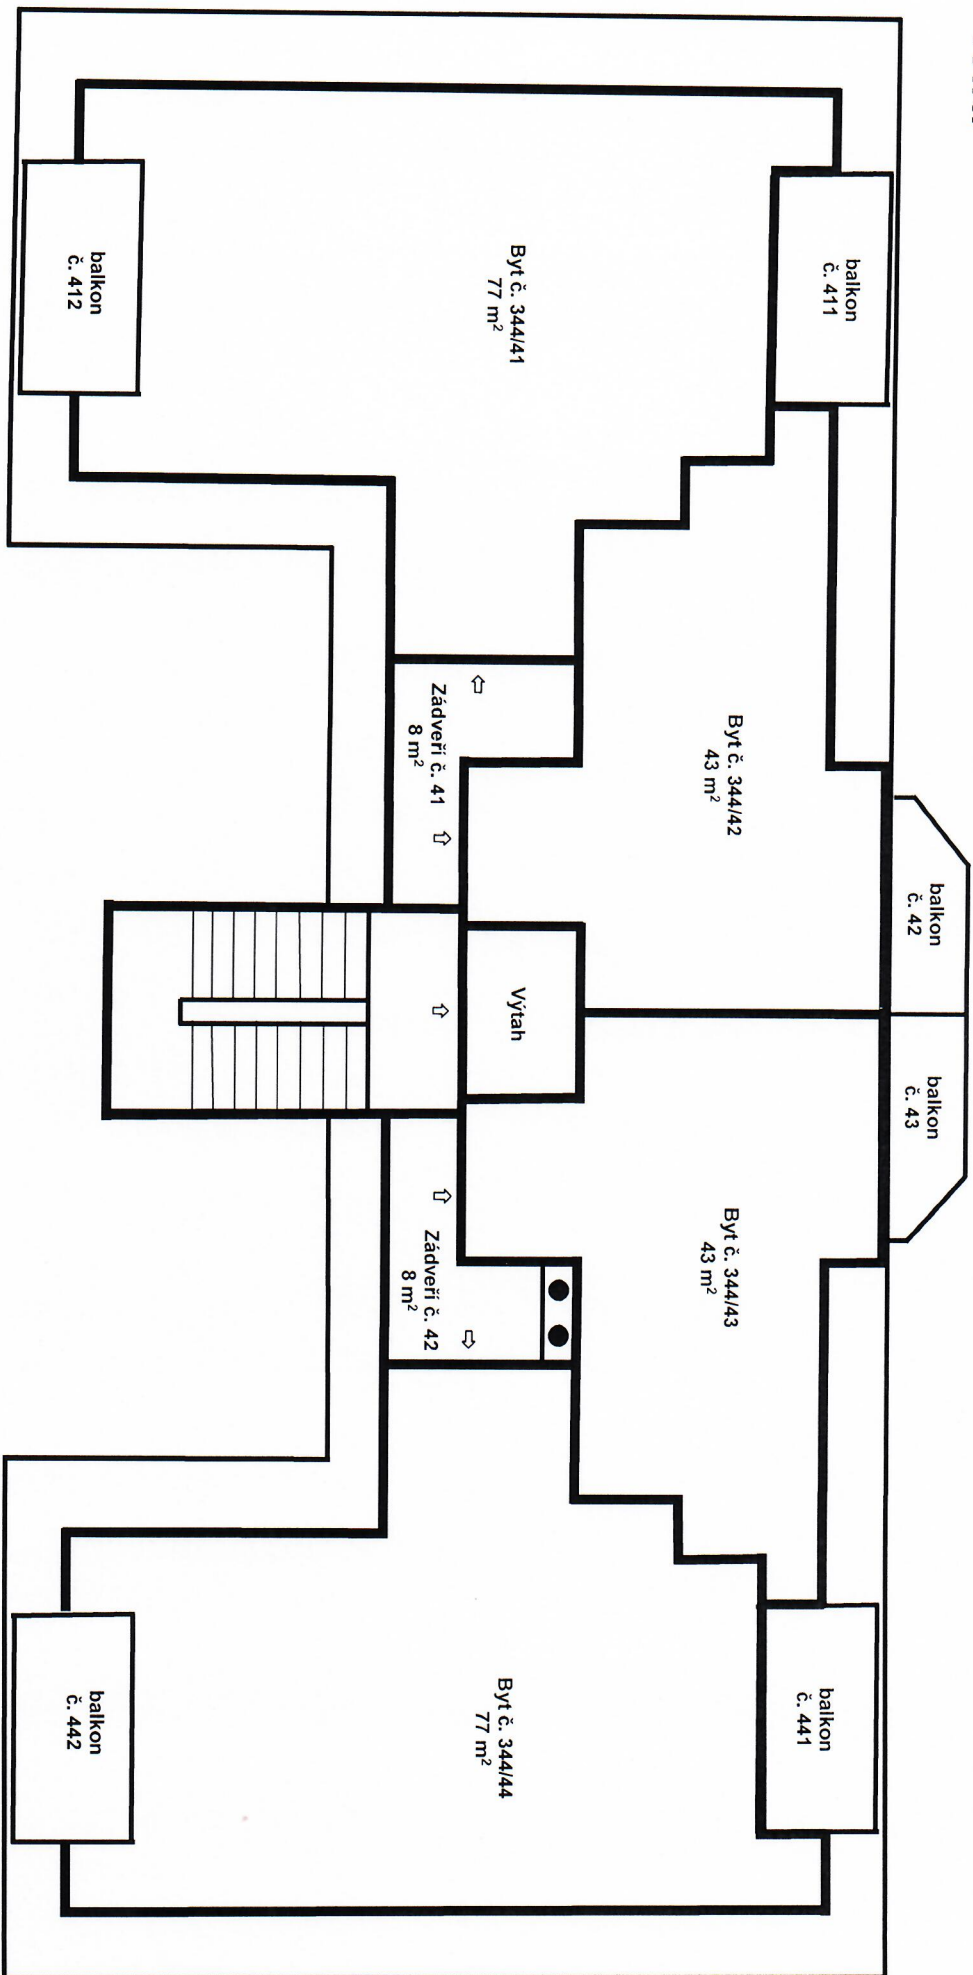 balkon
č. 42
balkon
č. 43
balkon
č. 411
balkon
č. 441
Byt č. 344/42
43 m²
Byt č. 344/43
43 m²
Byt č. 344/41
77 m²
Výtah
Byt č. 344/44
77 m²
Zádveří č. 41
8 m²
Zádveří č. 42
8 m²
balkon
č. 412
balkon
č. 442